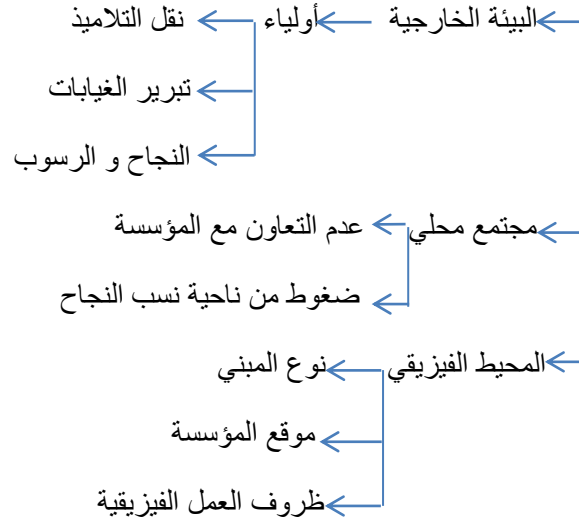 البيئة الخارجية أولياء نقل التلاميذ
تبرير الغيابات
النجاح و الرسوب
مجتمع محلي عدم التعاون مع المؤسسة
ضغوط من ناحية نسب النجاح
المحيط الفيزيقي نوع المبني
موقع المؤسسة
ظروف العمل الفيزيقية